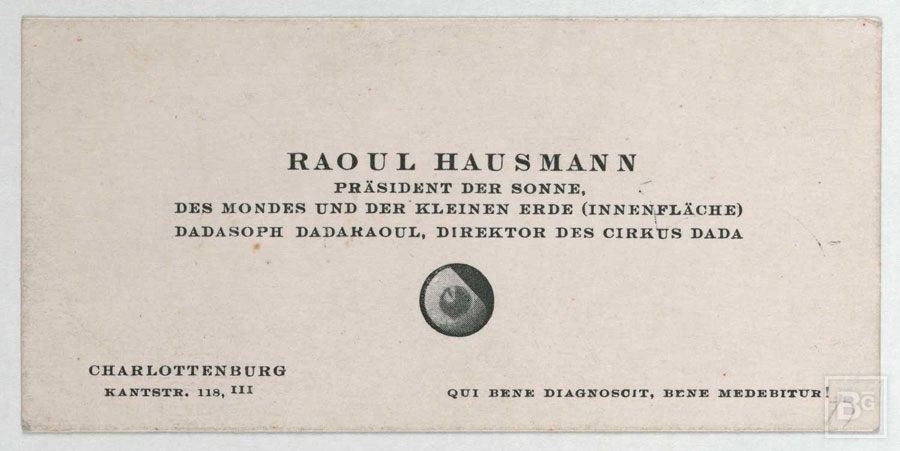 RAOUL HAUSMANN
PRÄSIDENT DER SONNE,
DES MONDES UND DER KLEINEN ERDE (INNENFLÄCHE)
DADASOPH DADARAOUL, DIREKTOR DES CIRKUS DADA
CHARLOTTENBURG
KANTSTR. 118, III
QUI BENE DIAGNOSCIT, BENE MEDEBITUR!
BG